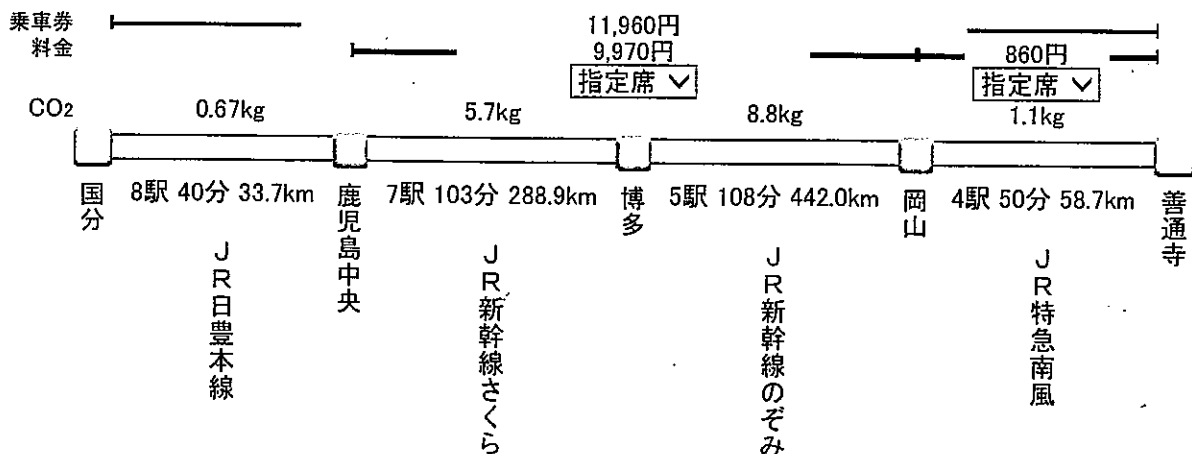 乗車券 11,960円
料金 9,970円 860円
指定席 指定席
CO2 0.67kg 5.7kg 8.8kg 1.1kg
国分 8駅 40分 33.7km 鹿児島中央 7駅 103分 288.9km 博多 5駅 108分 442.0km 岡山 4駅 50分 58.7km 善通寺
JR日豊本線
JR新幹線さくら
JR新幹線のぞみ
JR特急南風